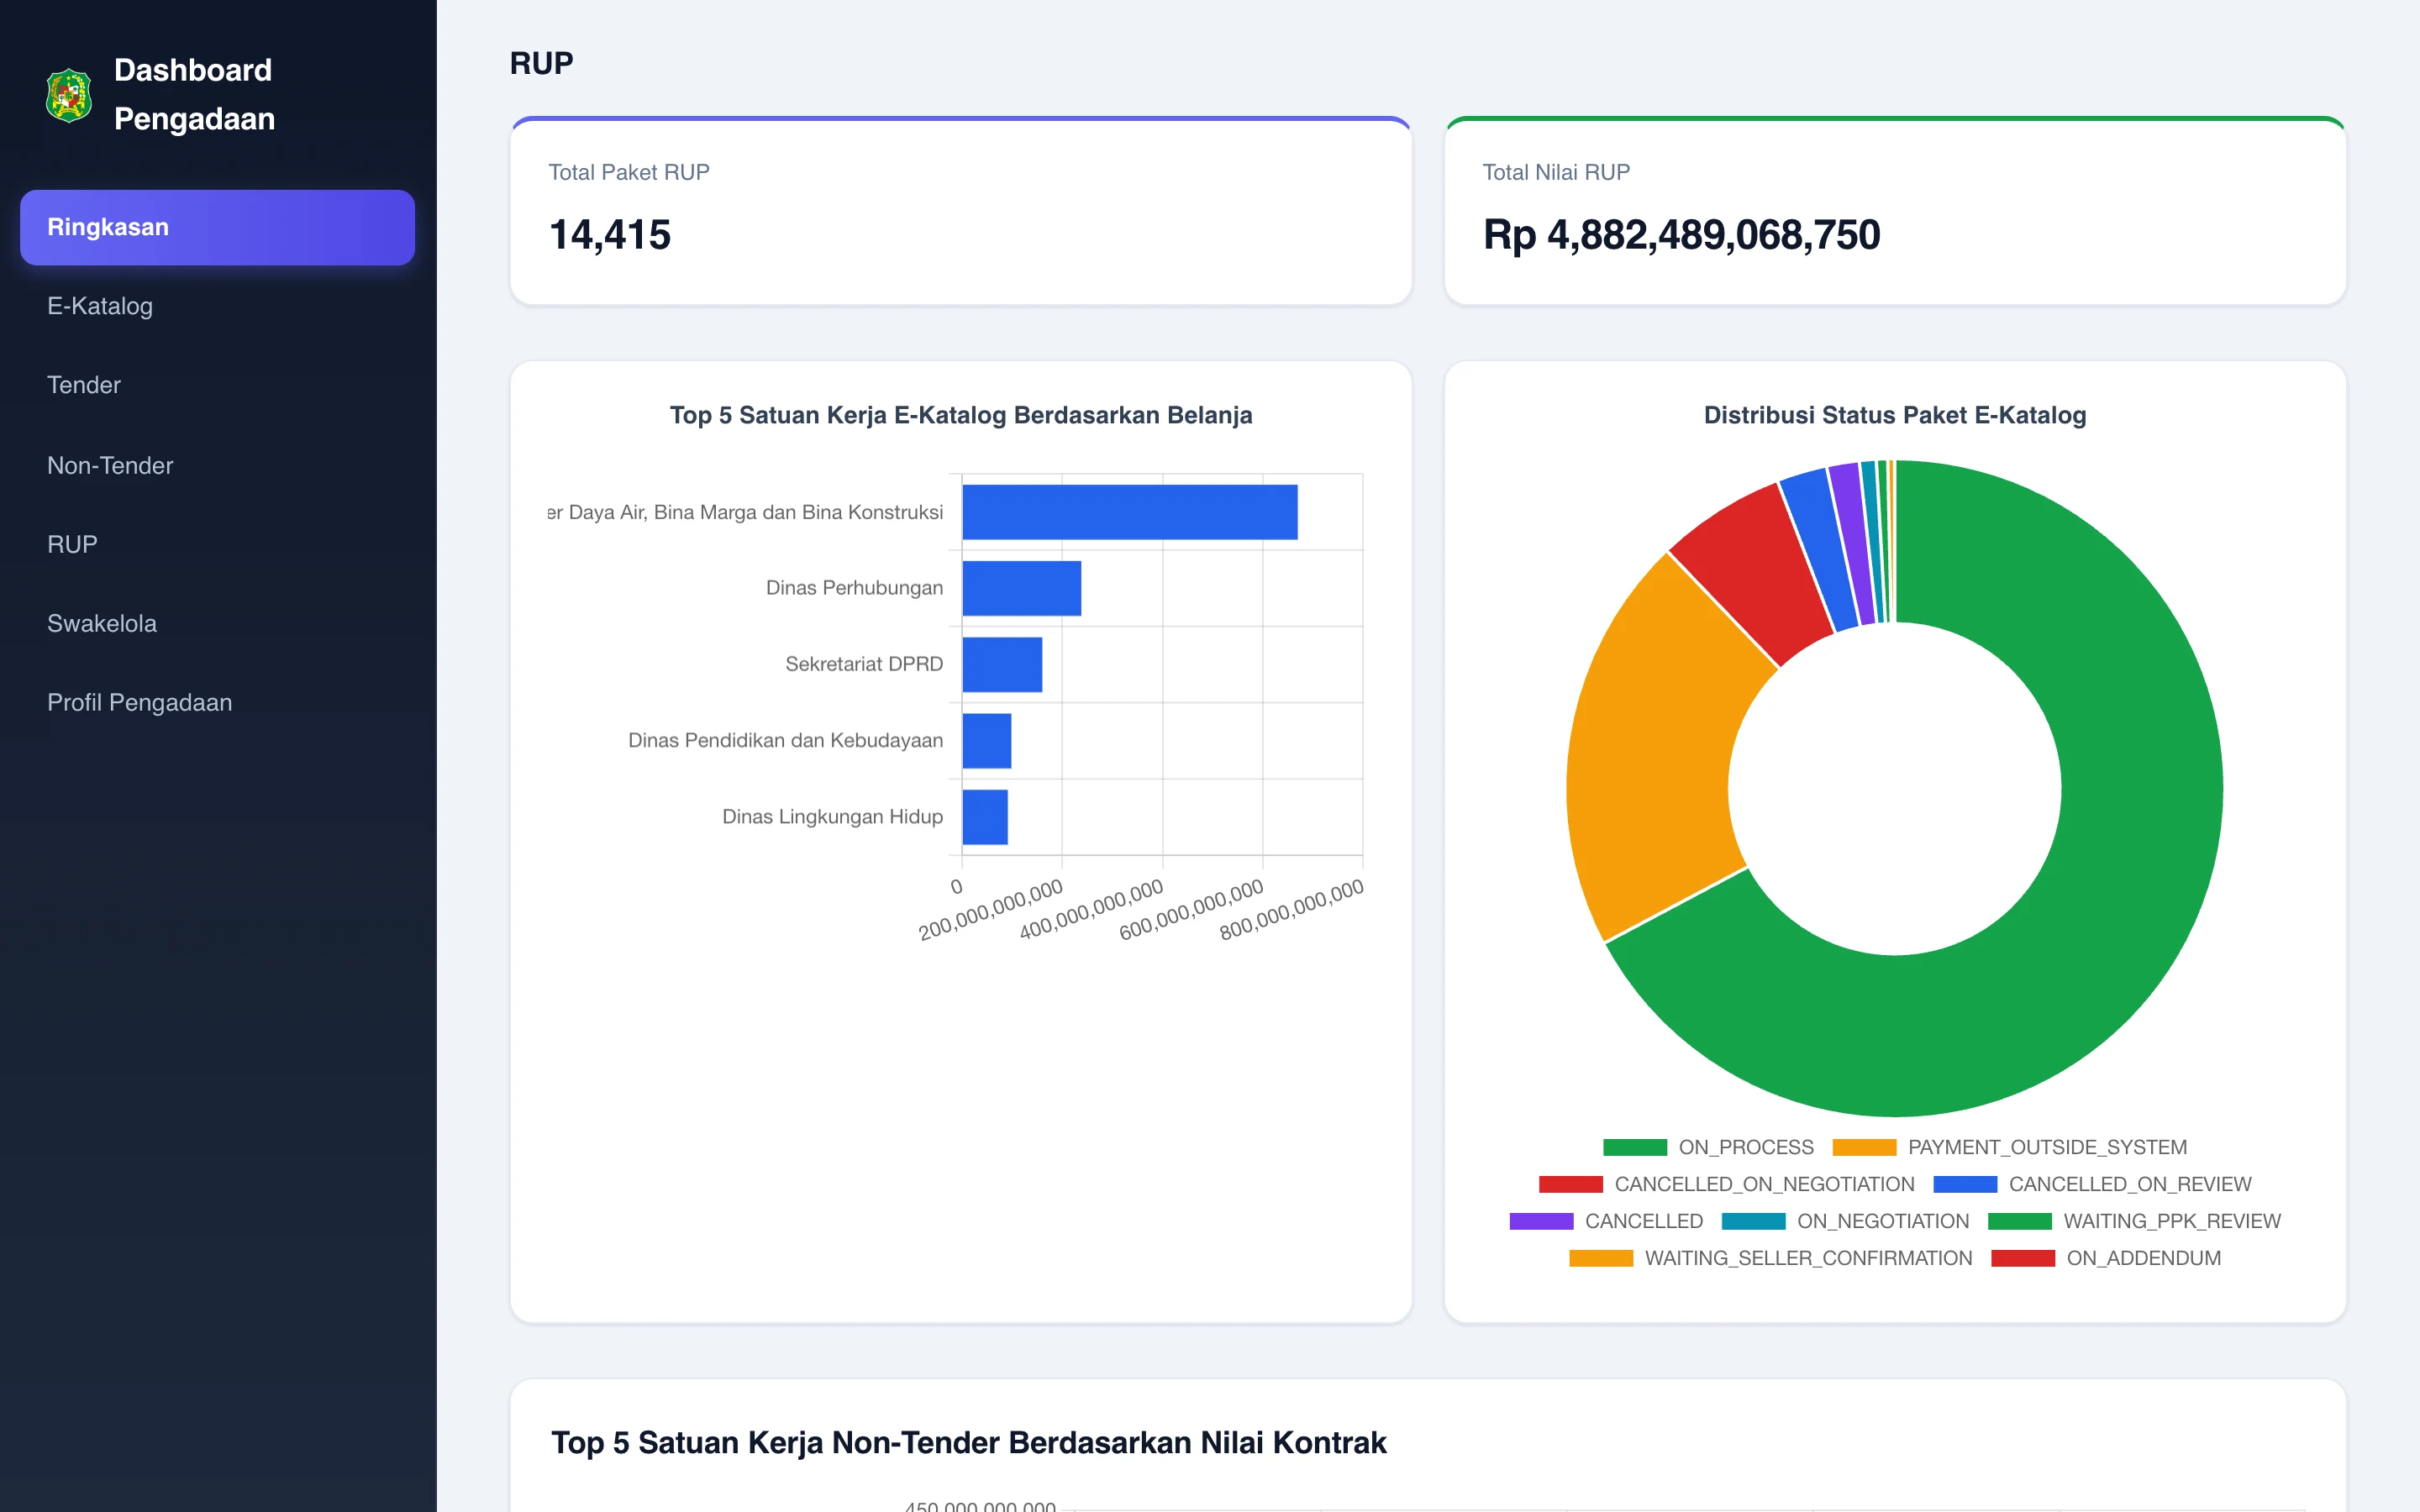 Dashboard
Pengadaan
Ringkasan
E-Katalog
Tender
Non-Tender
RUP
Swakelola
Profil Pengadaan
RUP
Total Paket RUP
14,415
Total Nilai RUP
Rp 4,882,489,068,750
Top 5 Satuan Kerja E-Katalog Berdasarkan Belanja
er Daya Air, Bina Marga dan Bina Konstruksi
Dinas Perhubungan
Sekretariat DPRD
Dinas Pendidikan dan Kebudayaan
Dinas Lingkungan Hidup
0
200,000,000,000
400,000,000,000
600,000,000,000
800,000,000,000
Distribusi Status Paket E-Katalog
ON_PROCESS PAYMENT_OUTSIDE_SYSTEM
CANCELLED_ON_NEGOTIATION CANCELLED_ON_REVIEW
CANCELLED ON_NEGOTIATION WAITING_PPK_REVIEW
WAITING_SELLER_CONFIRMATION ON_ADDENDUM
Top 5 Satuan Kerja Non-Tender Berdasarkan Nilai Kontrak
450,000,000,000